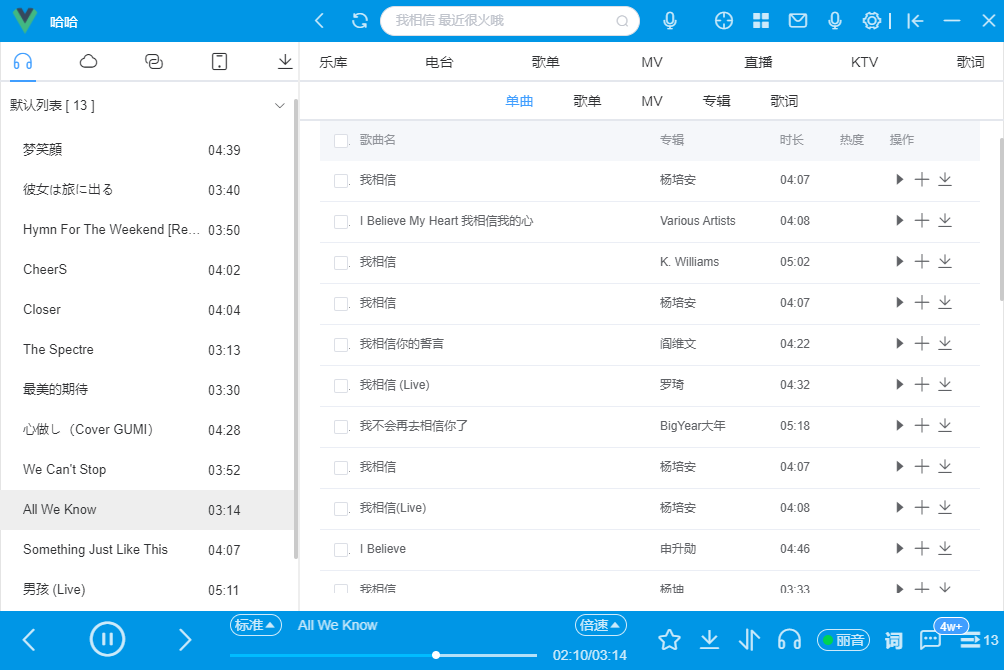 哈哈
我相信 最近很火哦
乐库 电台 歌单 MV 直播 KTV 歌词
默认列表 [ 13 ]
单曲 歌单 MV 专辑 歌词
歌曲名 专辑 时长 热度 操作
梦笑顔 04:39
彼女は旅に出る 03:40
Hymn For The Weekend [Re... 03:50
CheerS 04:02
Closer 04:04
The Spectre 03:13
最美的期待 03:30
心做し（Cover GUMI） 04:28
We Can't Stop 03:52
All We Know 03:14
Something Just Like This 04:07
男孩 (Live) 05:11
我相信 杨培安 04:07
I Believe My Heart 我相信我的心 Various Artists 04:08
我相信 K. Williams 05:02
我相信 杨培安 04:07
我相信你的誓言 阎维文 04:22
我相信 (Live) 罗琦 04:32
我不会再去相信你了 BigYear大年 05:18
我相信 杨培安 04:07
我相信(Live) 杨培安 04:08
I Believe 申升勋 04:46
我相信 杨坤 03:33
标准 All We Know 倍速
02:10/03:14
丽音 词 4w+ 13